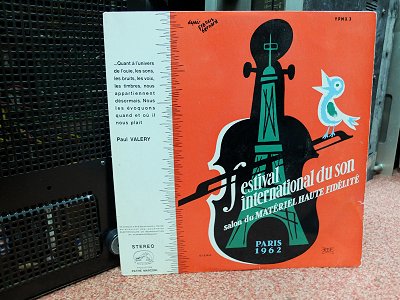 YPMX 3
...Quant à l'univers
de l'ouïe, les sons,
les bruits, les voix,
les timbres, nous
appartiennent
désormais. Nous
les évoquons
quand et où il
nous plaît
Paul VALERY
festival
international du son
salon du MATÉRIEL HAUTE FIDÉLITÉ
PARIS
1962
STEREO